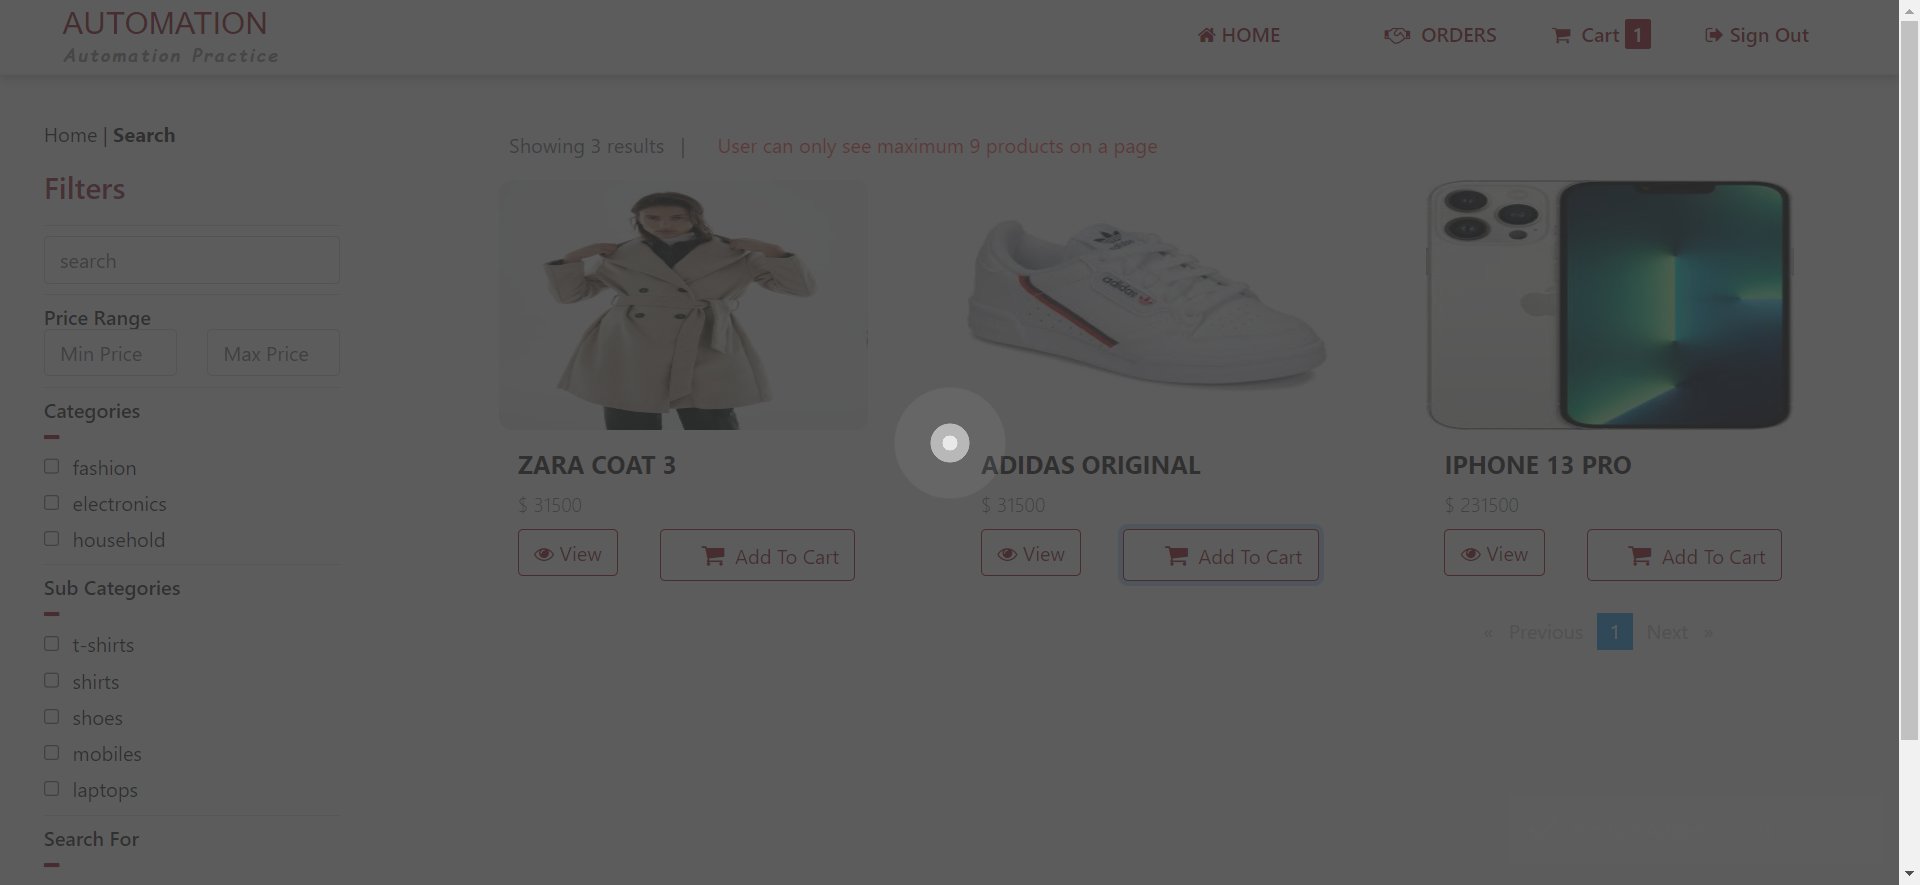 AUTOMATION
Automation Practice
HOME
ORDERS
Cart 1
Sign Out
Home | Search
Showing 3 results |
User can only see maximum 9 products on a page
Filters
search
Price Range
Min Price
Max Price
Categories
fashion
electronics
household
Sub Categories
t-shirts
shirts
shoes
mobiles
laptops
Search For
adidas
ZARA COAT 3
$ 31500
View
Add To Cart
ADIDAS ORIGINAL
$ 31500
View
Add To Cart
IPHONE 13 PRO
$ 231500
View
Add To Cart
« Previous 1 Next »